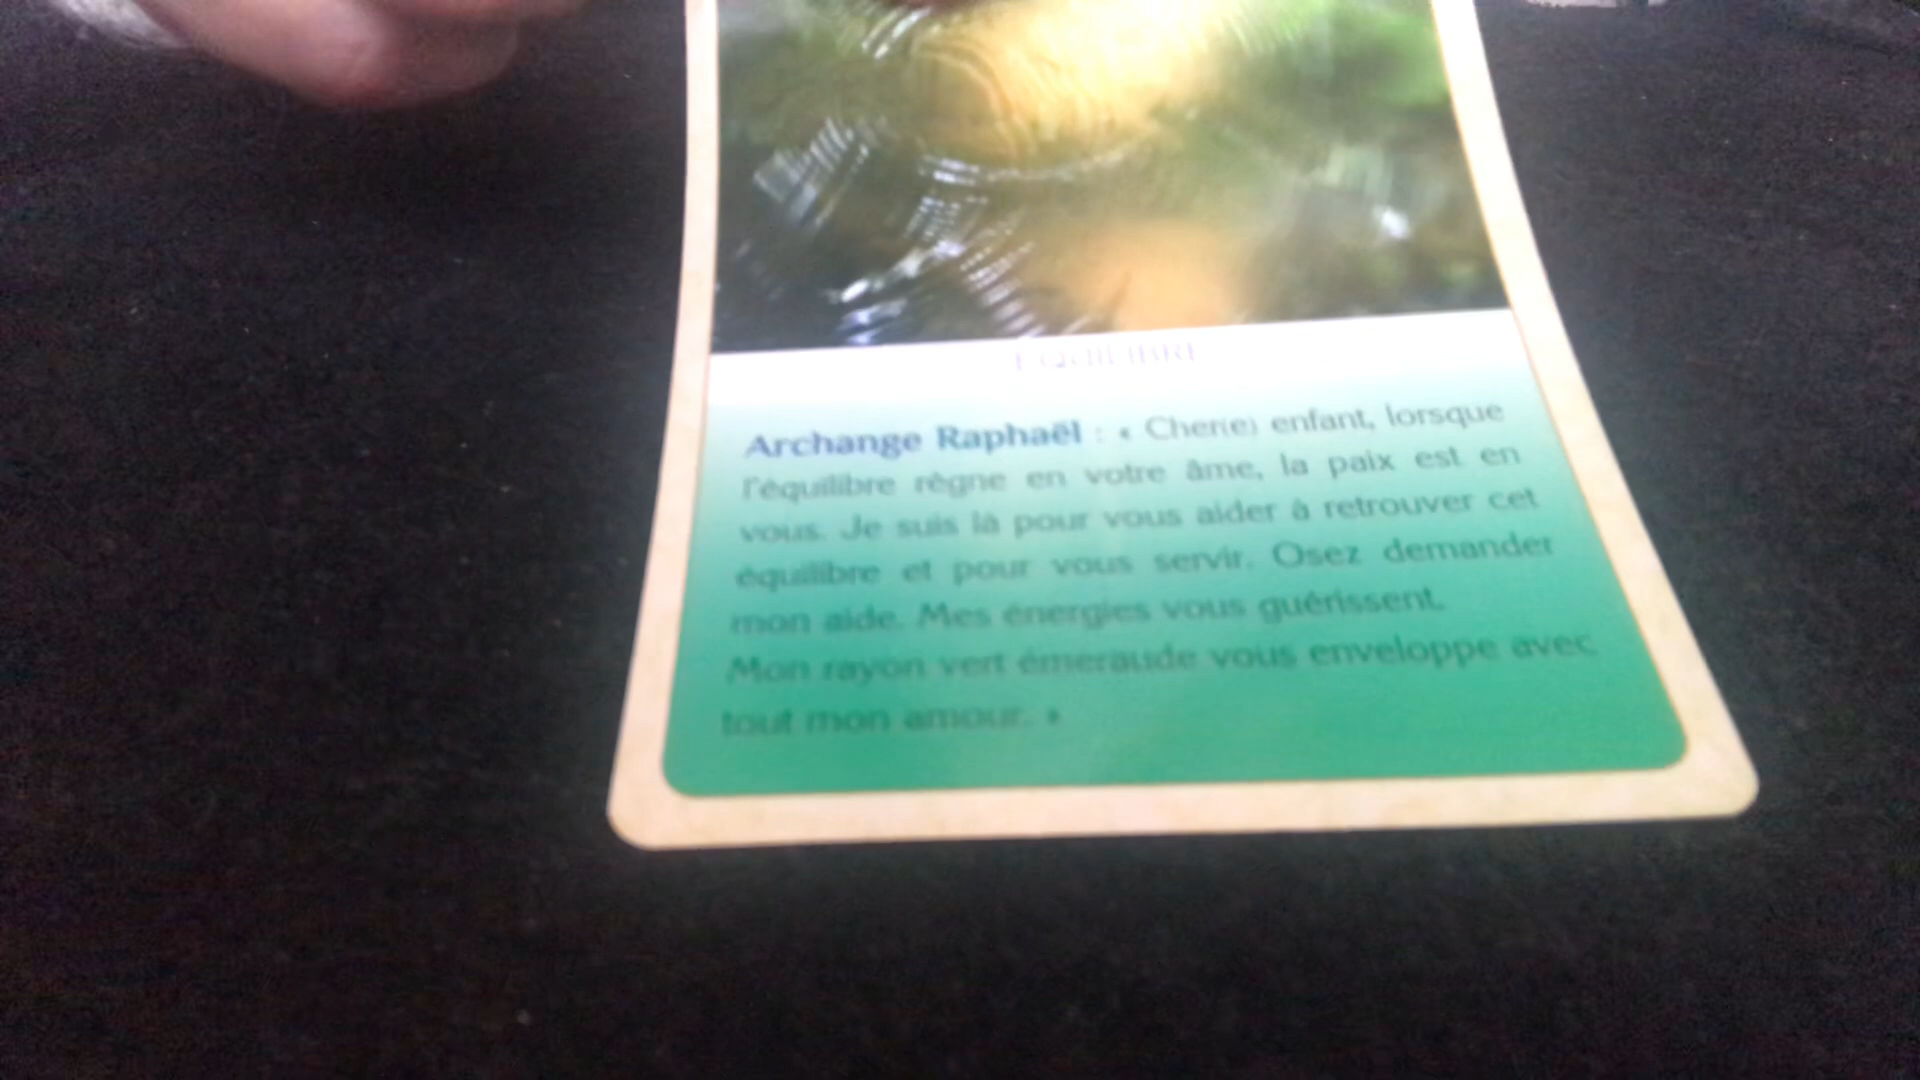 ÉQUILIBRE
Archange Raphaël : « Cher(e) enfant, lorsque
l'équilibre règne en votre âme, la paix est en
vous. Je suis là pour vous aider à retrouver cet
équilibre et pour vous servir. Osez demander
mon aide. Mes énergies vous guérissent.
Mon rayon vert émeraude vous enveloppe avec
tout mon amour. »